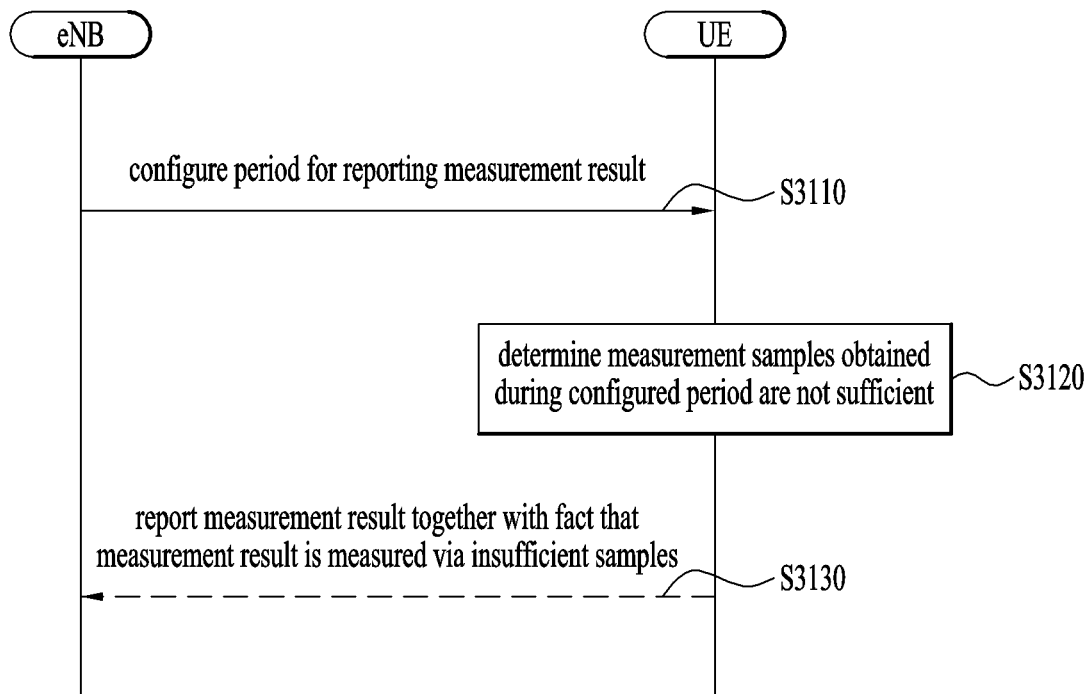 eNB
UE
configure period for reporting measurement result
S3110
determine measurement samples obtained
during configured period are not sufficient
S3120
report measurement result together with fact that
measurement result is measured via insufficient samples
S3130